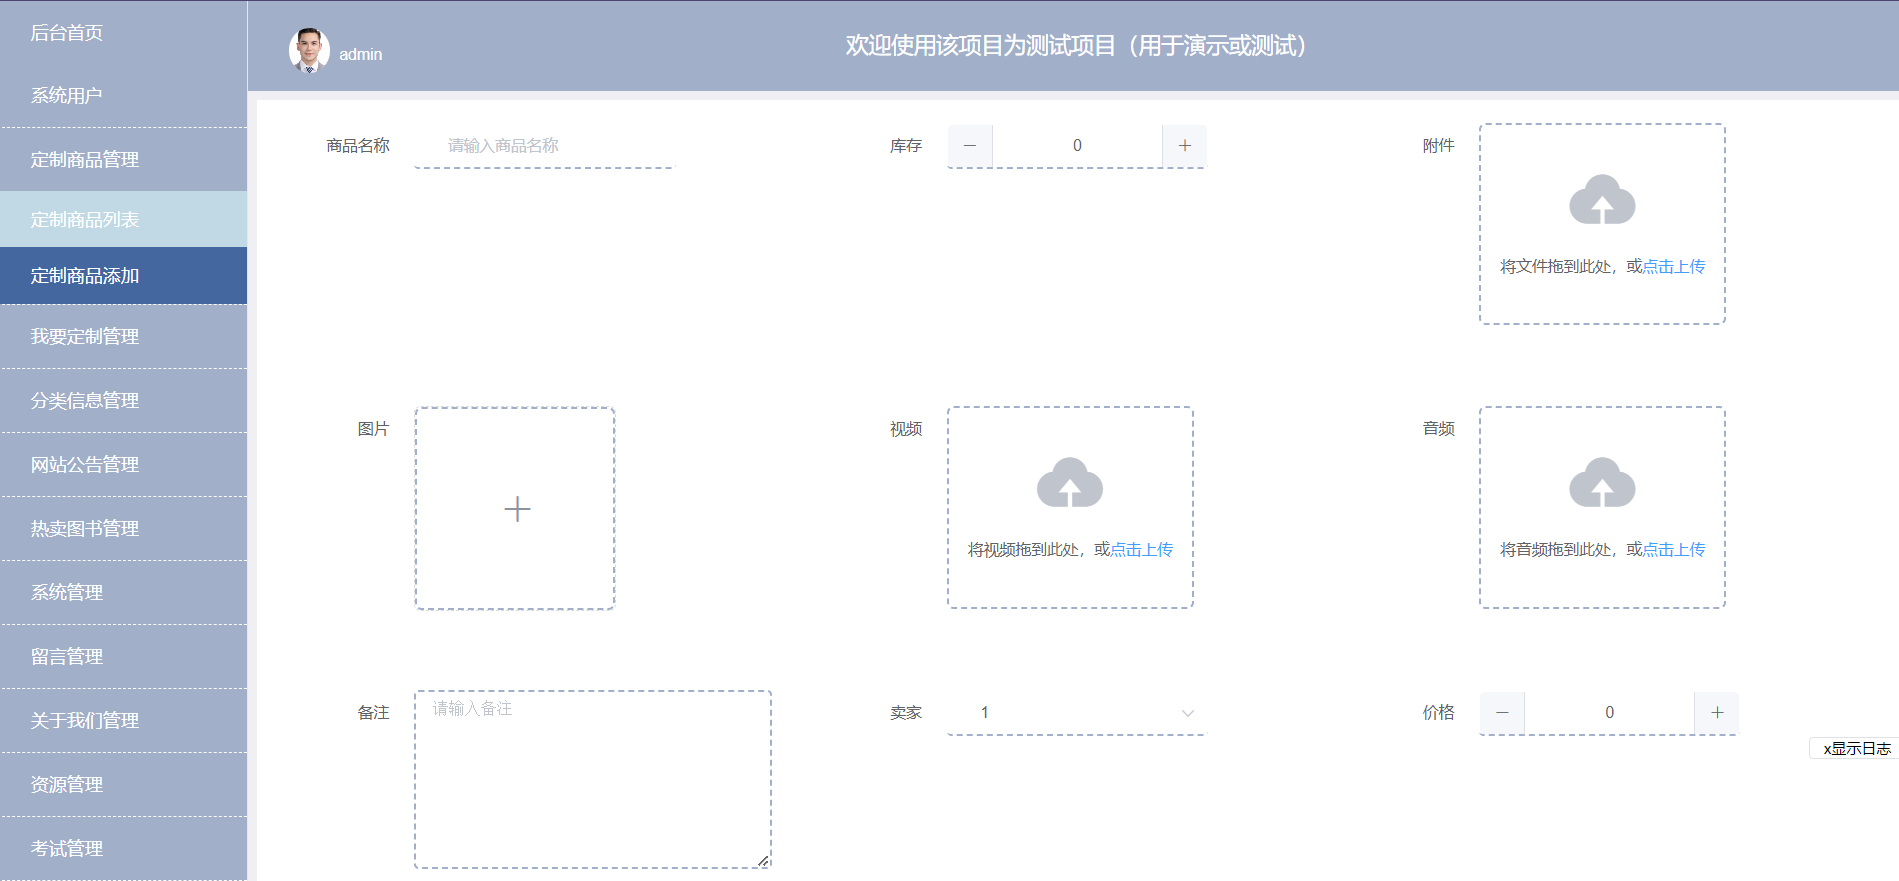 后台首页
系统用户
定制商品管理
定制商品列表
定制商品添加
我要定制管理
分类信息管理
网站公告管理
热卖图书管理
系统管理
留言管理
关于我们管理
资源管理
考试管理
admin
欢迎使用该项目为测试项目（用于演示或测试）
商品名称 请输入商品名称
库存 0
附件
将文件拖到此处，或点击上传
图片
视频
将视频拖到此处，或点击上传
音频
将音频拖到此处，或点击上传
备注 请输入备注
卖家 1
价格 0
x显示日志